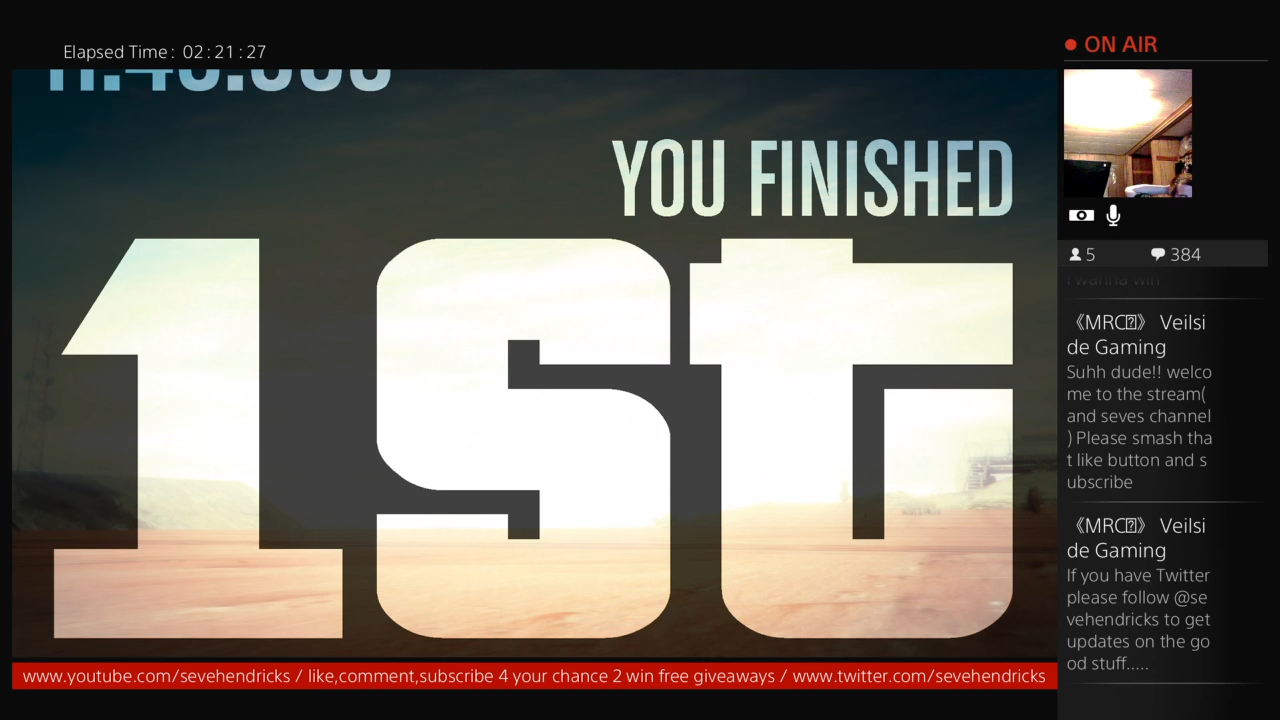 Elapsed Time: 02:21:27
YOU FINISHED
1ST
www.youtube.com/sevehendricks / like,comment,subscribe 4 your chance 2 win free giveaways / www.twitter.com/sevehendricks
ON AIR
5 384
I wanna win
《MRC⍰》 Veilsi
de Gaming
Suhh dude!! welco
me to the stream(
and seves channel
) Please smash tha
t like button and s
ubscribe
《MRC⍰》 Veilsi
de Gaming
If you have Twitter
please follow @se
vehendricks to get
updates on the go
od stuff.....